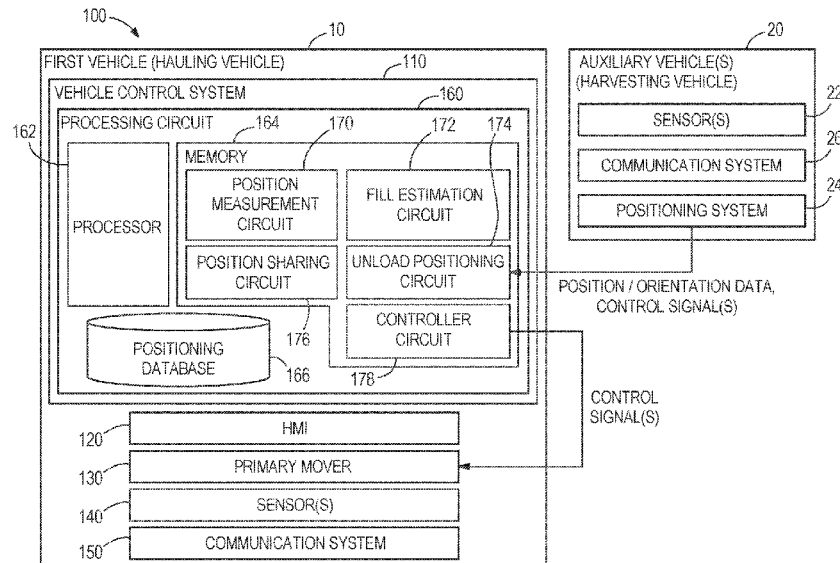 100
10
FIRST VEHICLE (HAULING VEHICLE)
110
VEHICLE CONTROL SYSTEM
160
PROCESSING CIRCUIT
162
164
170
172
174
MEMORY
PROCESSOR
POSITION
MEASUREMENT
CIRCUIT
FILL ESTIMATION
CIRCUIT
POSITION SHARING
CIRCUIT
UNLOAD POSITIONING
CIRCUIT
176
CONTROLLER
CIRCUIT
178
POSITIONING
DATABASE
166
120
HMI
130
PRIMARY MOVER
140
SENSOR(S)
150
COMMUNICATION SYSTEM
20
AUXILIARY VEHICLE(S)
(HARVESTING VEHICLE)
SENSOR(S)
22
COMMUNICATION SYSTEM
26
POSITIONING SYSTEM
24
POSITION / ORIENTATION DATA,
CONTROL SIGNAL(S)
CONTROL
SIGNAL(S)